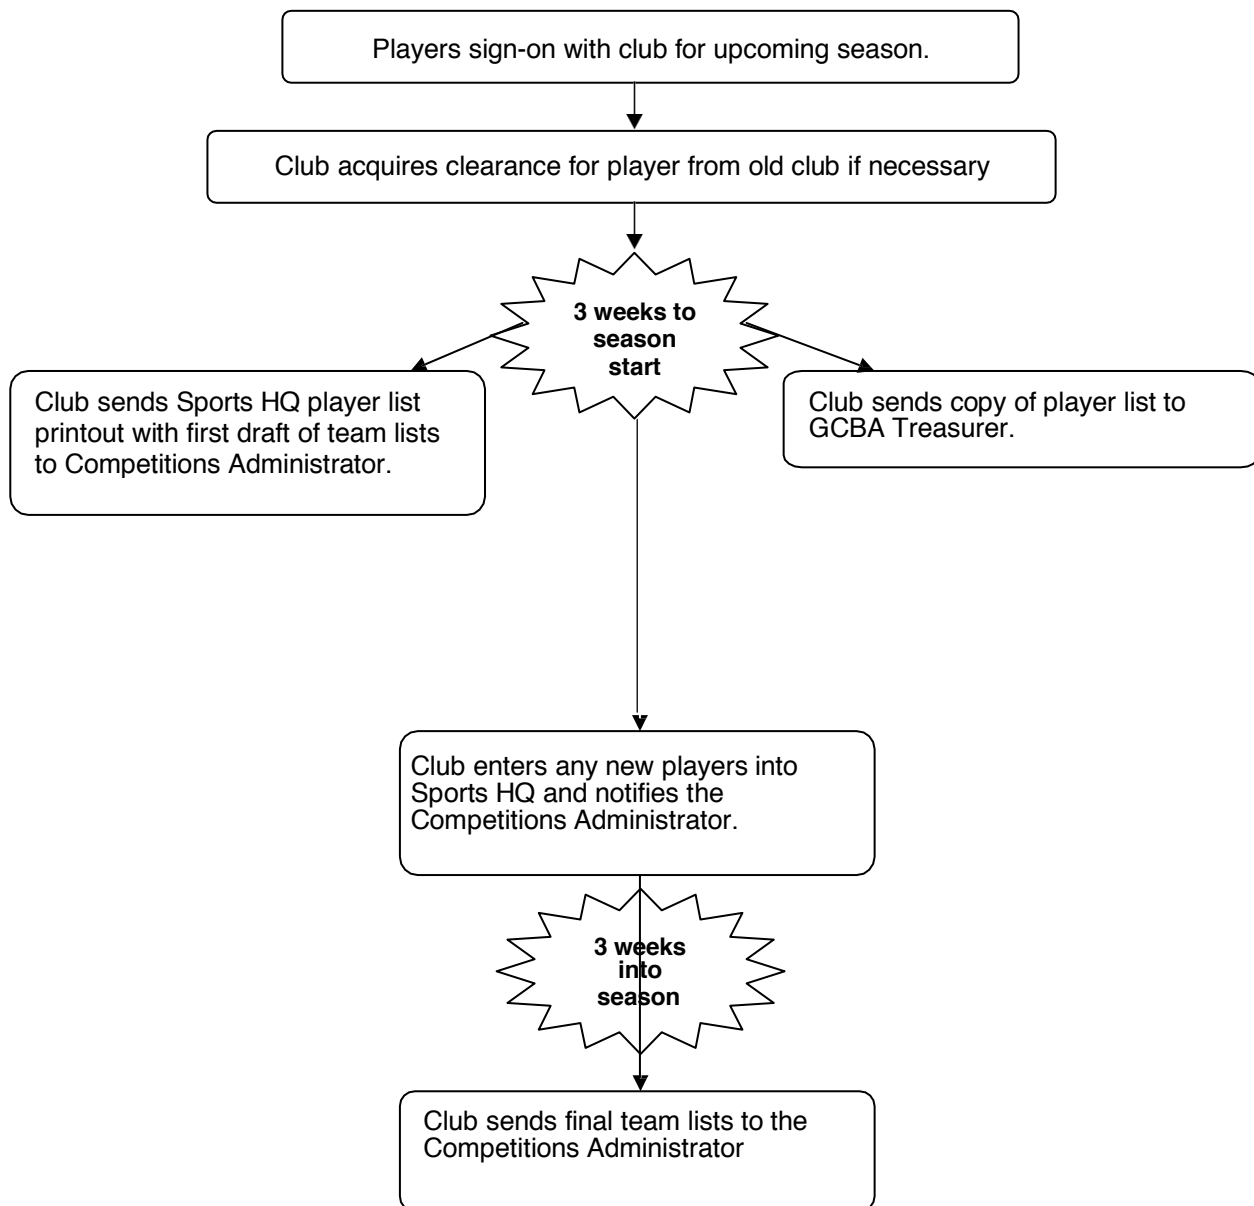 Players sign-on with club for upcoming season.
Club acquires clearance for player from old club if necessary
3 weeks to
season
start
Club sends Sports HQ player list
printout with first draft of team lists
to Competitions Administrator.
Club sends copy of player list to
GCBA Treasurer.
Club enters any new players into
Sports HQ and notifies the
Competitions Administrator.
3 weeks
into
season
Club sends final team lists to the
Competitions Administrator